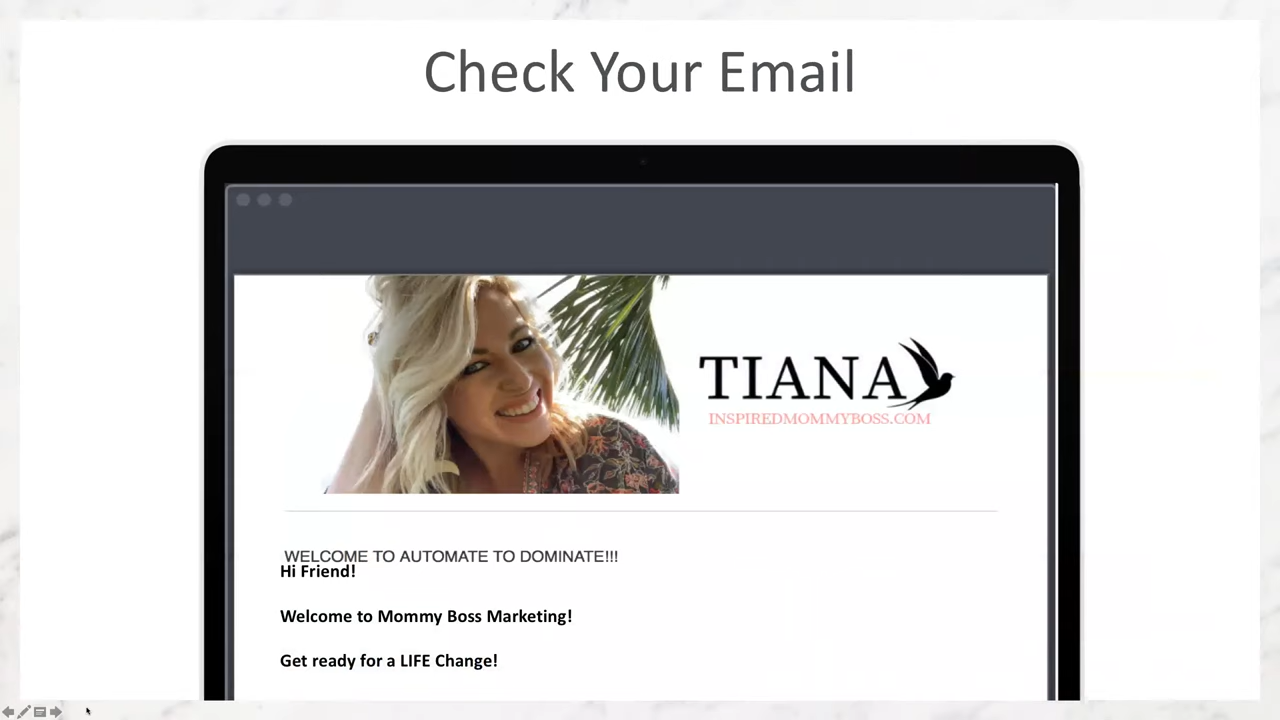 Check Your Email
TIANA
INSPIREDMOMMYBOSS.COM
WELCOME TO AUTOMATE TO DOMINATE!!!
Hi Friend!
Welcome to Mommy Boss Marketing!
Get ready for a LIFE Change!